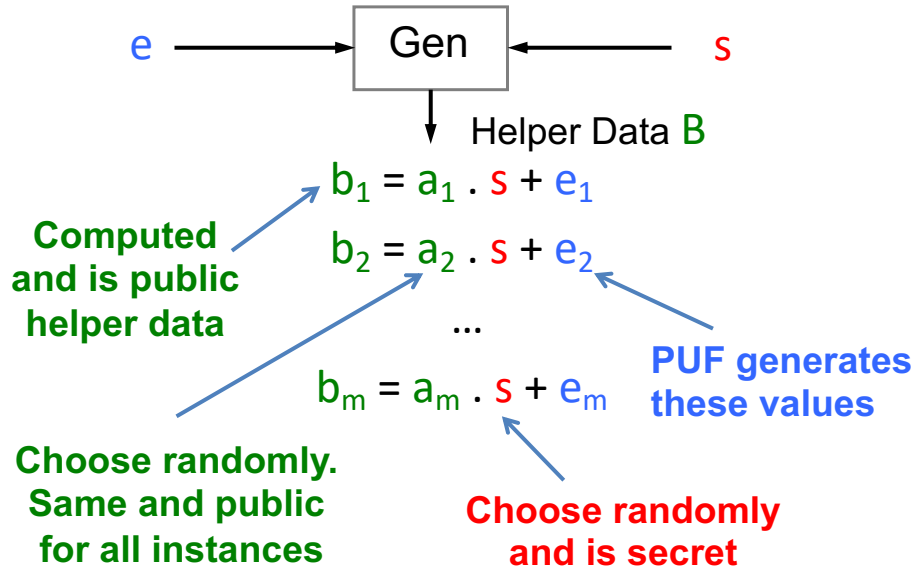 e
Gen
s
Helper Data B
b₁ = a₁ . s + e₁
Computed
and is public
helper data
b₂ = a₂ . s + e₂
...
PUF generates
these values
bₘ = aₘ . s + eₘ
Choose randomly.
Same and public
for all instances
Choose randomly
and is secret